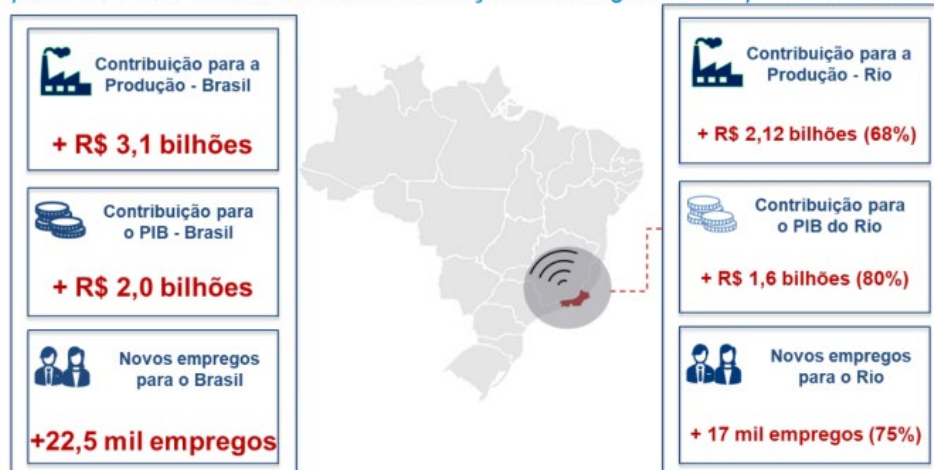 Contribuição para a
Produção - Brasil
+ R$ 3,1 bilhões
Contribuição para
o PIB - Brasil
+ R$ 2,0 bilhões
Novos empregos
para o Brasil
+22,5 mil empregos
Contribuição para a
Produção - Rio
+ R$ 2,12 bilhões (68%)
Contribuição para
o PIB do Rio
+ R$ 1,6 bilhões (80%)
Novos empregos
para o Rio
+ 17 mil empregos (75%)